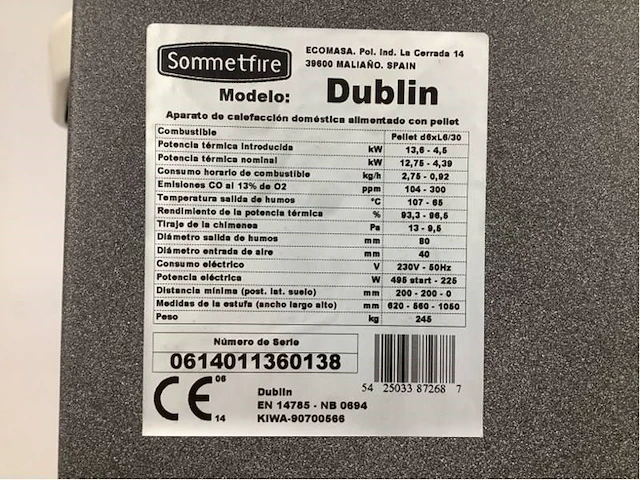 Sommetfire
ECOMASA. Pol. Ind. La Cerrada 14
39600 MALIAÑO. SPAIN
Modelo: Dublin
Aparato de calefacción doméstica alimentado con pellet
Combustible Pellet d6xL6/30
Potencia térmica introducida kW 13,6 - 4,5
Potencia térmica nominal kW 12,75 - 4,39
Consumo horario de combustible kg/h 2,75 - 0,92
Emisiones CO al 13% de O2 ppm 104 - 300
Temperatura salida de humos °C 107 - 65
Rendimiento de la potencia térmica % 93,3 - 96,5
Tiraje de la chimenea Pa 13 - 9,5
Diámetro salida de humos mm 80
Diámetro entrada de aire mm 40
Consumo eléctrico V 230V - 50Hz
Potencia eléctrica W 495 start - 225
Distancia mínima (post. lat. suelo) mm 200 - 200 - 0
Medidas de la estufa (ancho largo alto) mm 620 - 560 - 1050
Peso kg 245
Número de Serie
0614011360138
5425033872687
CE 06
14
Dublin
EN 14785 - NB 0694
KIWA-90700566